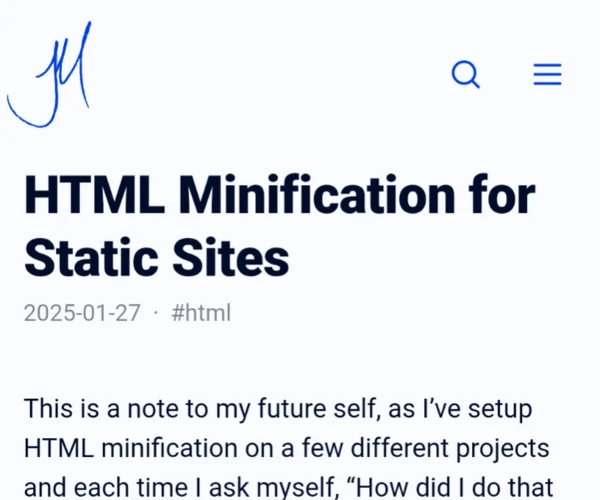 JM
HTML Minification for
Static Sites
2025-01-27 · #html
This is a note to my future self, as I’ve setup
HTML minification on a few different projects
and each time I ask myself, “How did I do that